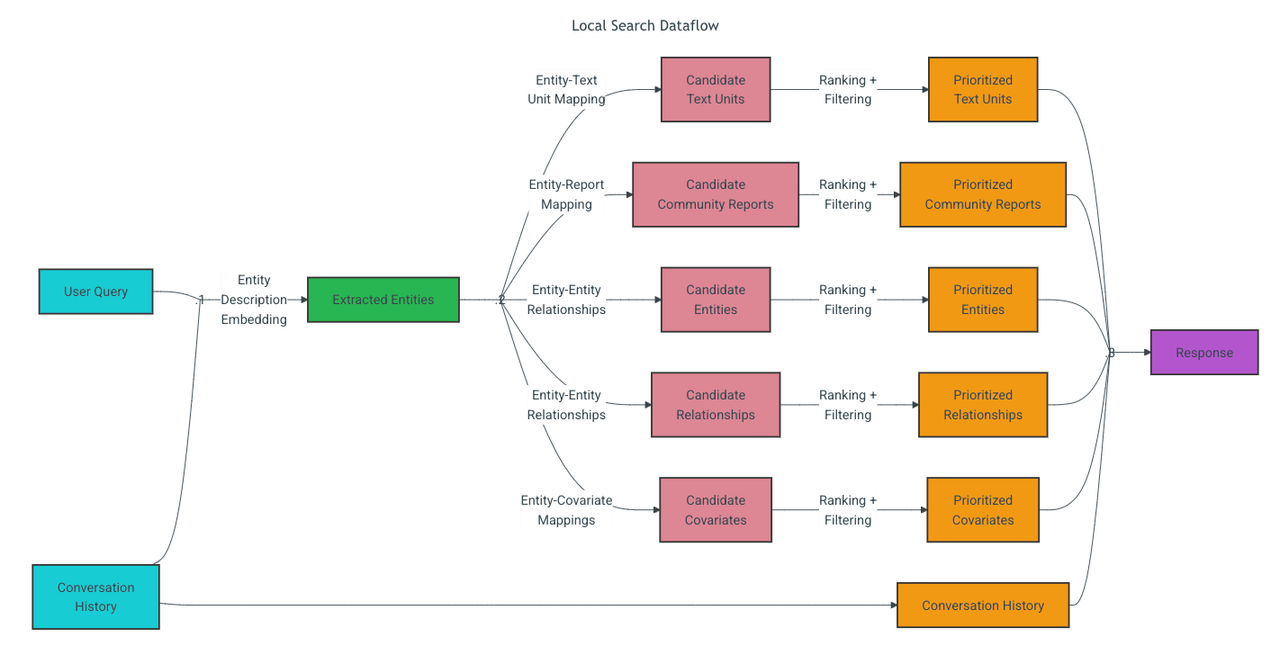 Local Search Dataflow
Entity-Text
Unit Mapping
Candidate
Text Units
Ranking +
Filtering
Prioritized
Text Units
Entity-Report
Mapping
Candidate
Community Reports
Ranking +
Filtering
Prioritized
Community Reports
User Query
.1
Entity
Description
Embedding
Extracted Entities
.2
Entity-Entity
Relationships
Candidate
Entities
Ranking +
Filtering
Prioritized
Entities
.3
Response
Entity-Entity
Relationships
Candidate
Relationships
Ranking +
Filtering
Prioritized
Relationships
Entity-Covariate
Mappings
Candidate
Covariates
Ranking +
Filtering
Prioritized
Covariates
Conversation
History
Conversation History